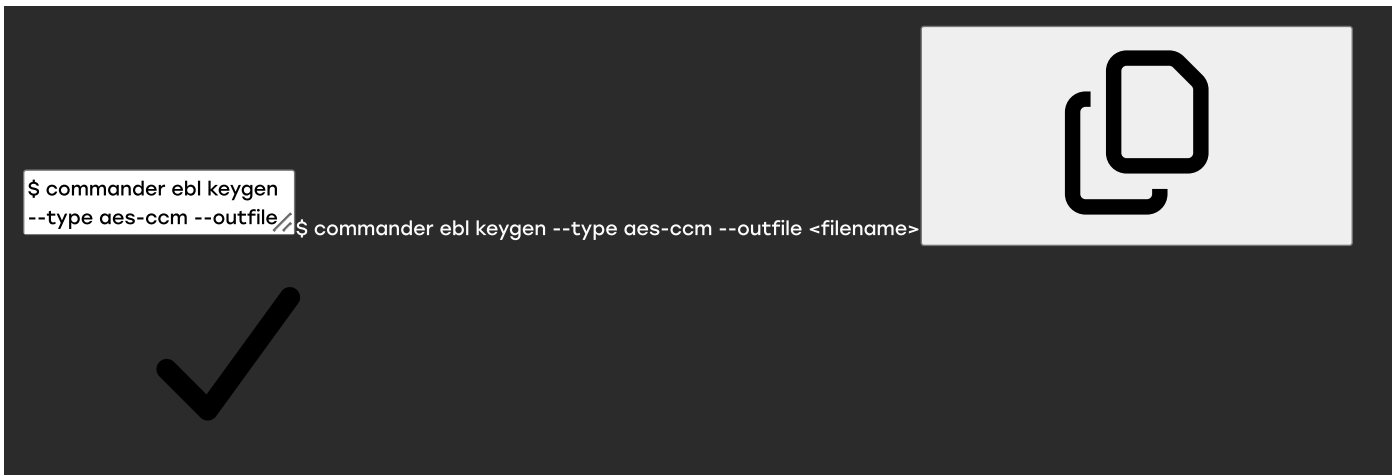 $ commander ebl keygen
--type aes-ccm --outfile
$ commander ebl keygen --type aes-ccm --outfile <filename>